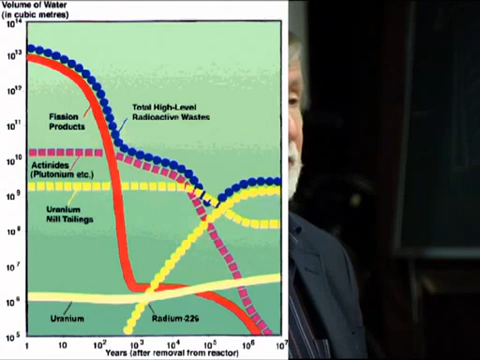 Volume of Water
(in cubic metres)
10^14
10^13
10^12
10^11
10^10
10^9
10^8
10^7
10^6
10^5
Fission
Products
Total High-Level
Radioactive Wastes
Actinides
(Plutonium etc.)
Uranium
Nill Tailings
Uranium
Radium-226
1
10
10^2
10^3
10^4
10^5
10^6
10^7
Years (after removal from reactor)